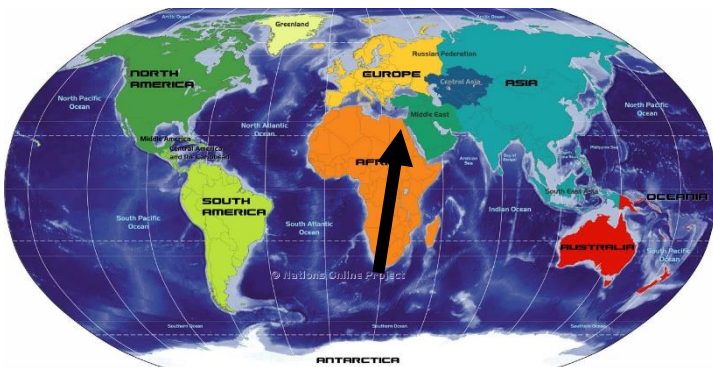 Arctic Ocean
Arctic Ocean
Greenland
Russian Federation
NORTH
AMERICA
EUROPE
Central Asia
ASIA
North Pacific
Ocean
North Atlantic
Ocean
Middle East
North Pacific
Ocean
Middle America
Central America
and the Caribbean
AFRI
Arabian
Sea
Bay of
Bengal
Philippine Sea
South East Asia
OCEANIA
SOUTH
AMERICA
South Pacific
Ocean
South Atlantic
Ocean
Indian Ocean
AUSTRALIA
South Pacific
Ocean
© Nations Online Project
Southern Ocean
Southern Ocean
Southern Ocean
ANTARCTICA